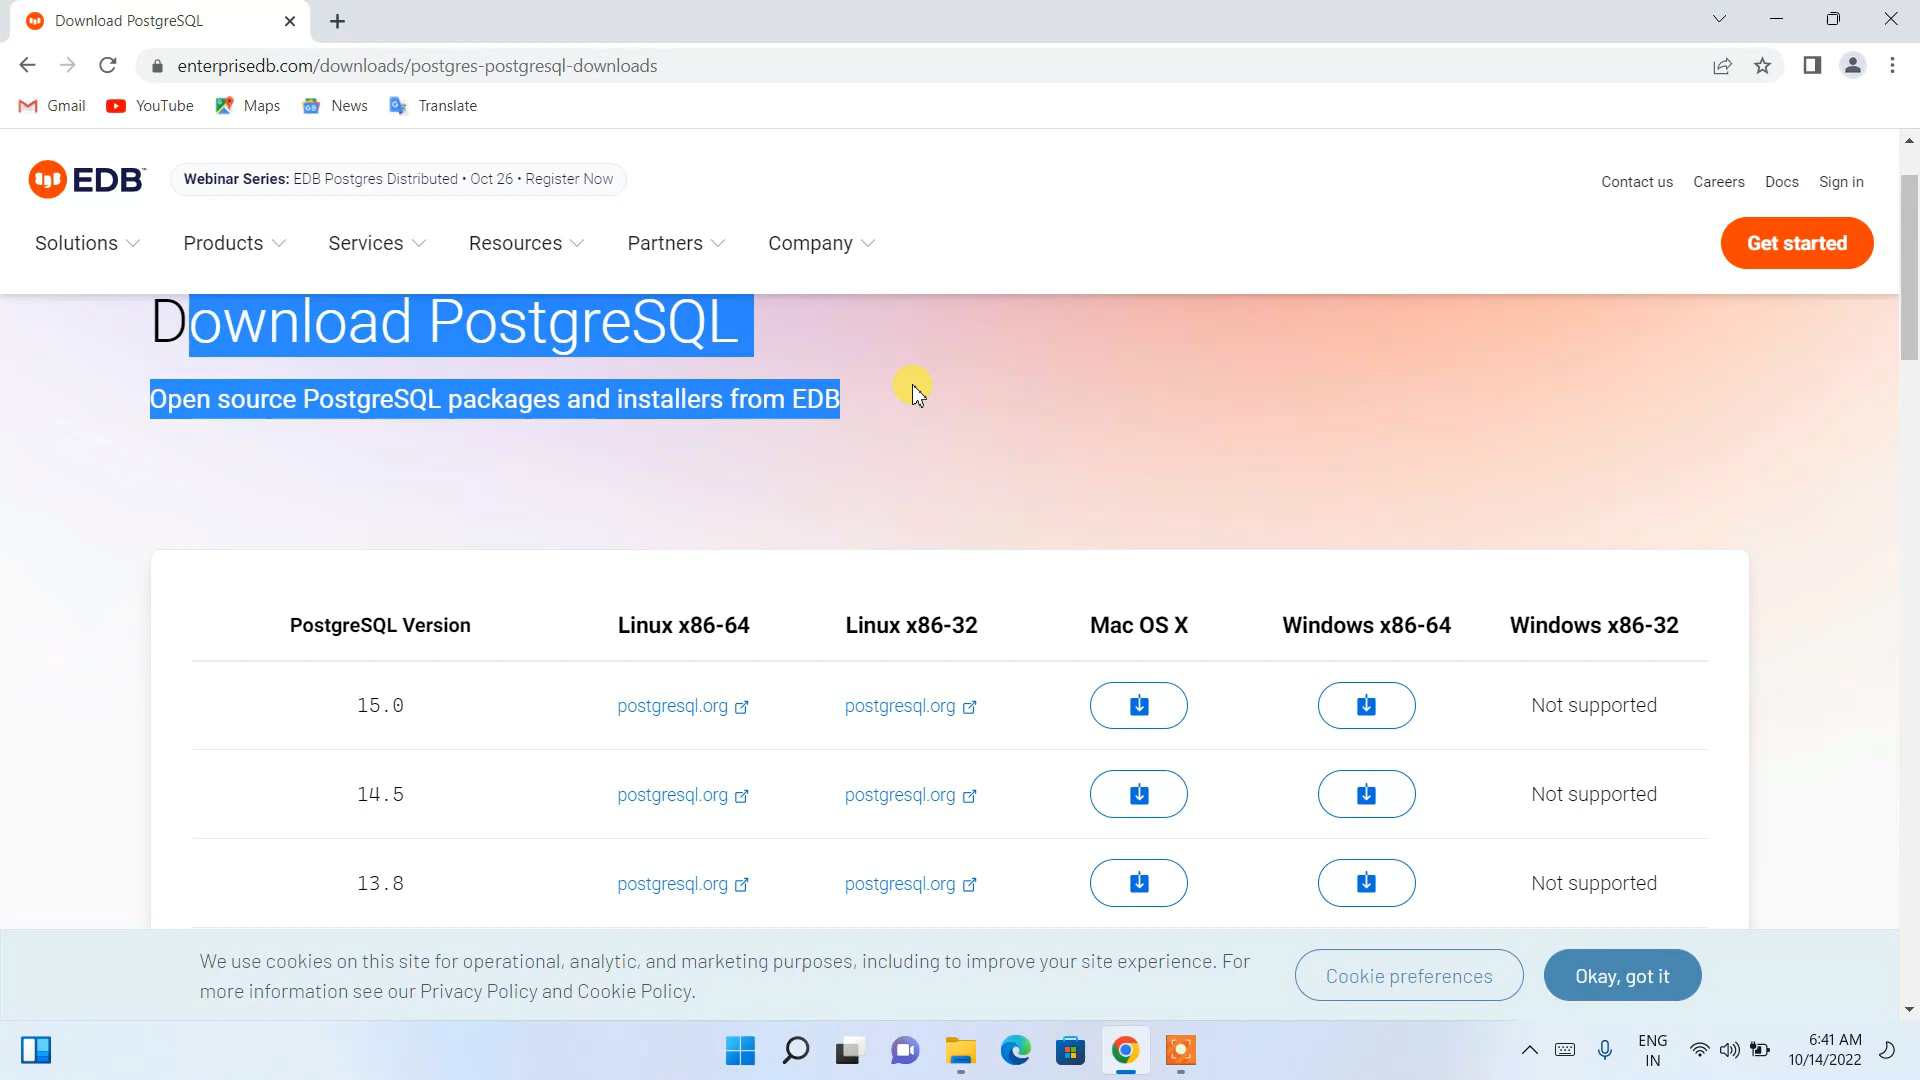 Download PostgreSQL
enterprisedb.com/downloads/postgres-postgresql-downloads
Gmail YouTube Maps News Translate
EDB Webinar Series: EDB Postgres Distributed • Oct 26 • Register Now
Contact us Careers Docs Sign in
Solutions Products Services Resources Partners Company Get started
Download PostgreSQL
Open source PostgreSQL packages and installers from EDB
PostgreSQL Version Linux x86-64 Linux x86-32 Mac OS X Windows x86-64 Windows x86-32
15.0 postgresql.org postgresql.org Not supported
14.5 postgresql.org postgresql.org Not supported
13.8 postgresql.org postgresql.org Not supported
We use cookies on this site for operational, analytic, and marketing purposes, including to improve your site experience. For
more information see our Privacy Policy and Cookie Policy.
Cookie preferences Okay, got it
ENG
IN
6:41 AM
10/14/2022